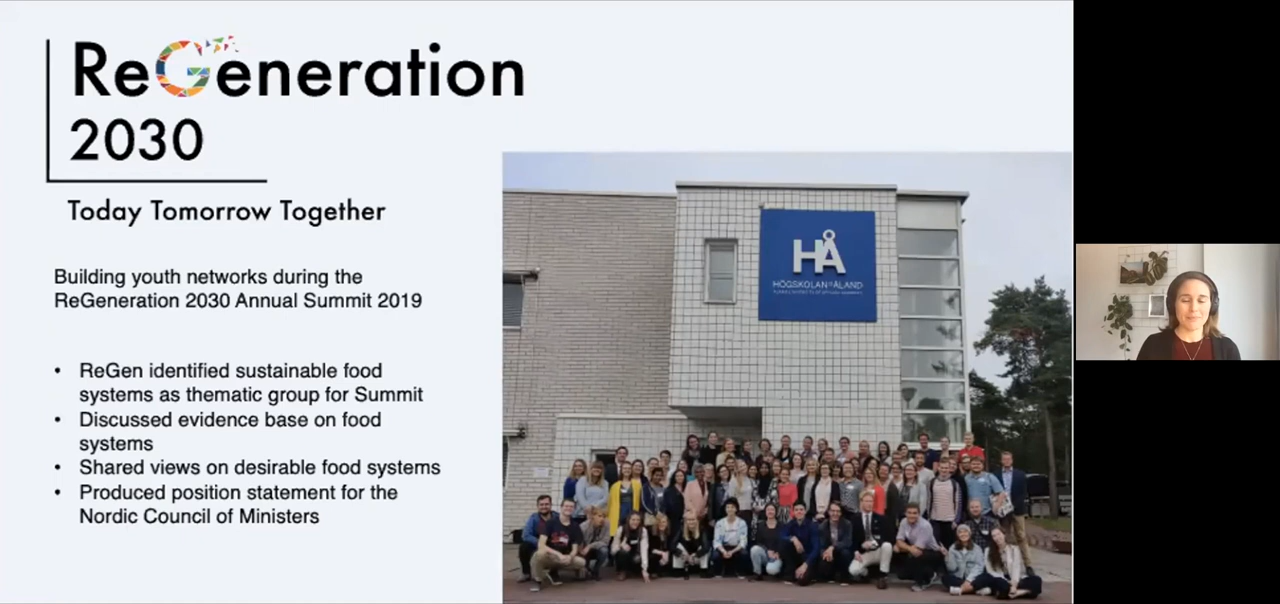 ReGeneration
2030
Today Tomorrow Together
Building youth networks during the
ReGeneration 2030 Annual Summit 2019
• ReGen identified sustainable food
systems as thematic group for Summit
• Discussed evidence base on food
systems
• Shared views on desirable food systems
• Produced position statement for the
Nordic Council of Ministers
HÅ
HÖGSKOLAN PÅ ÅLAND